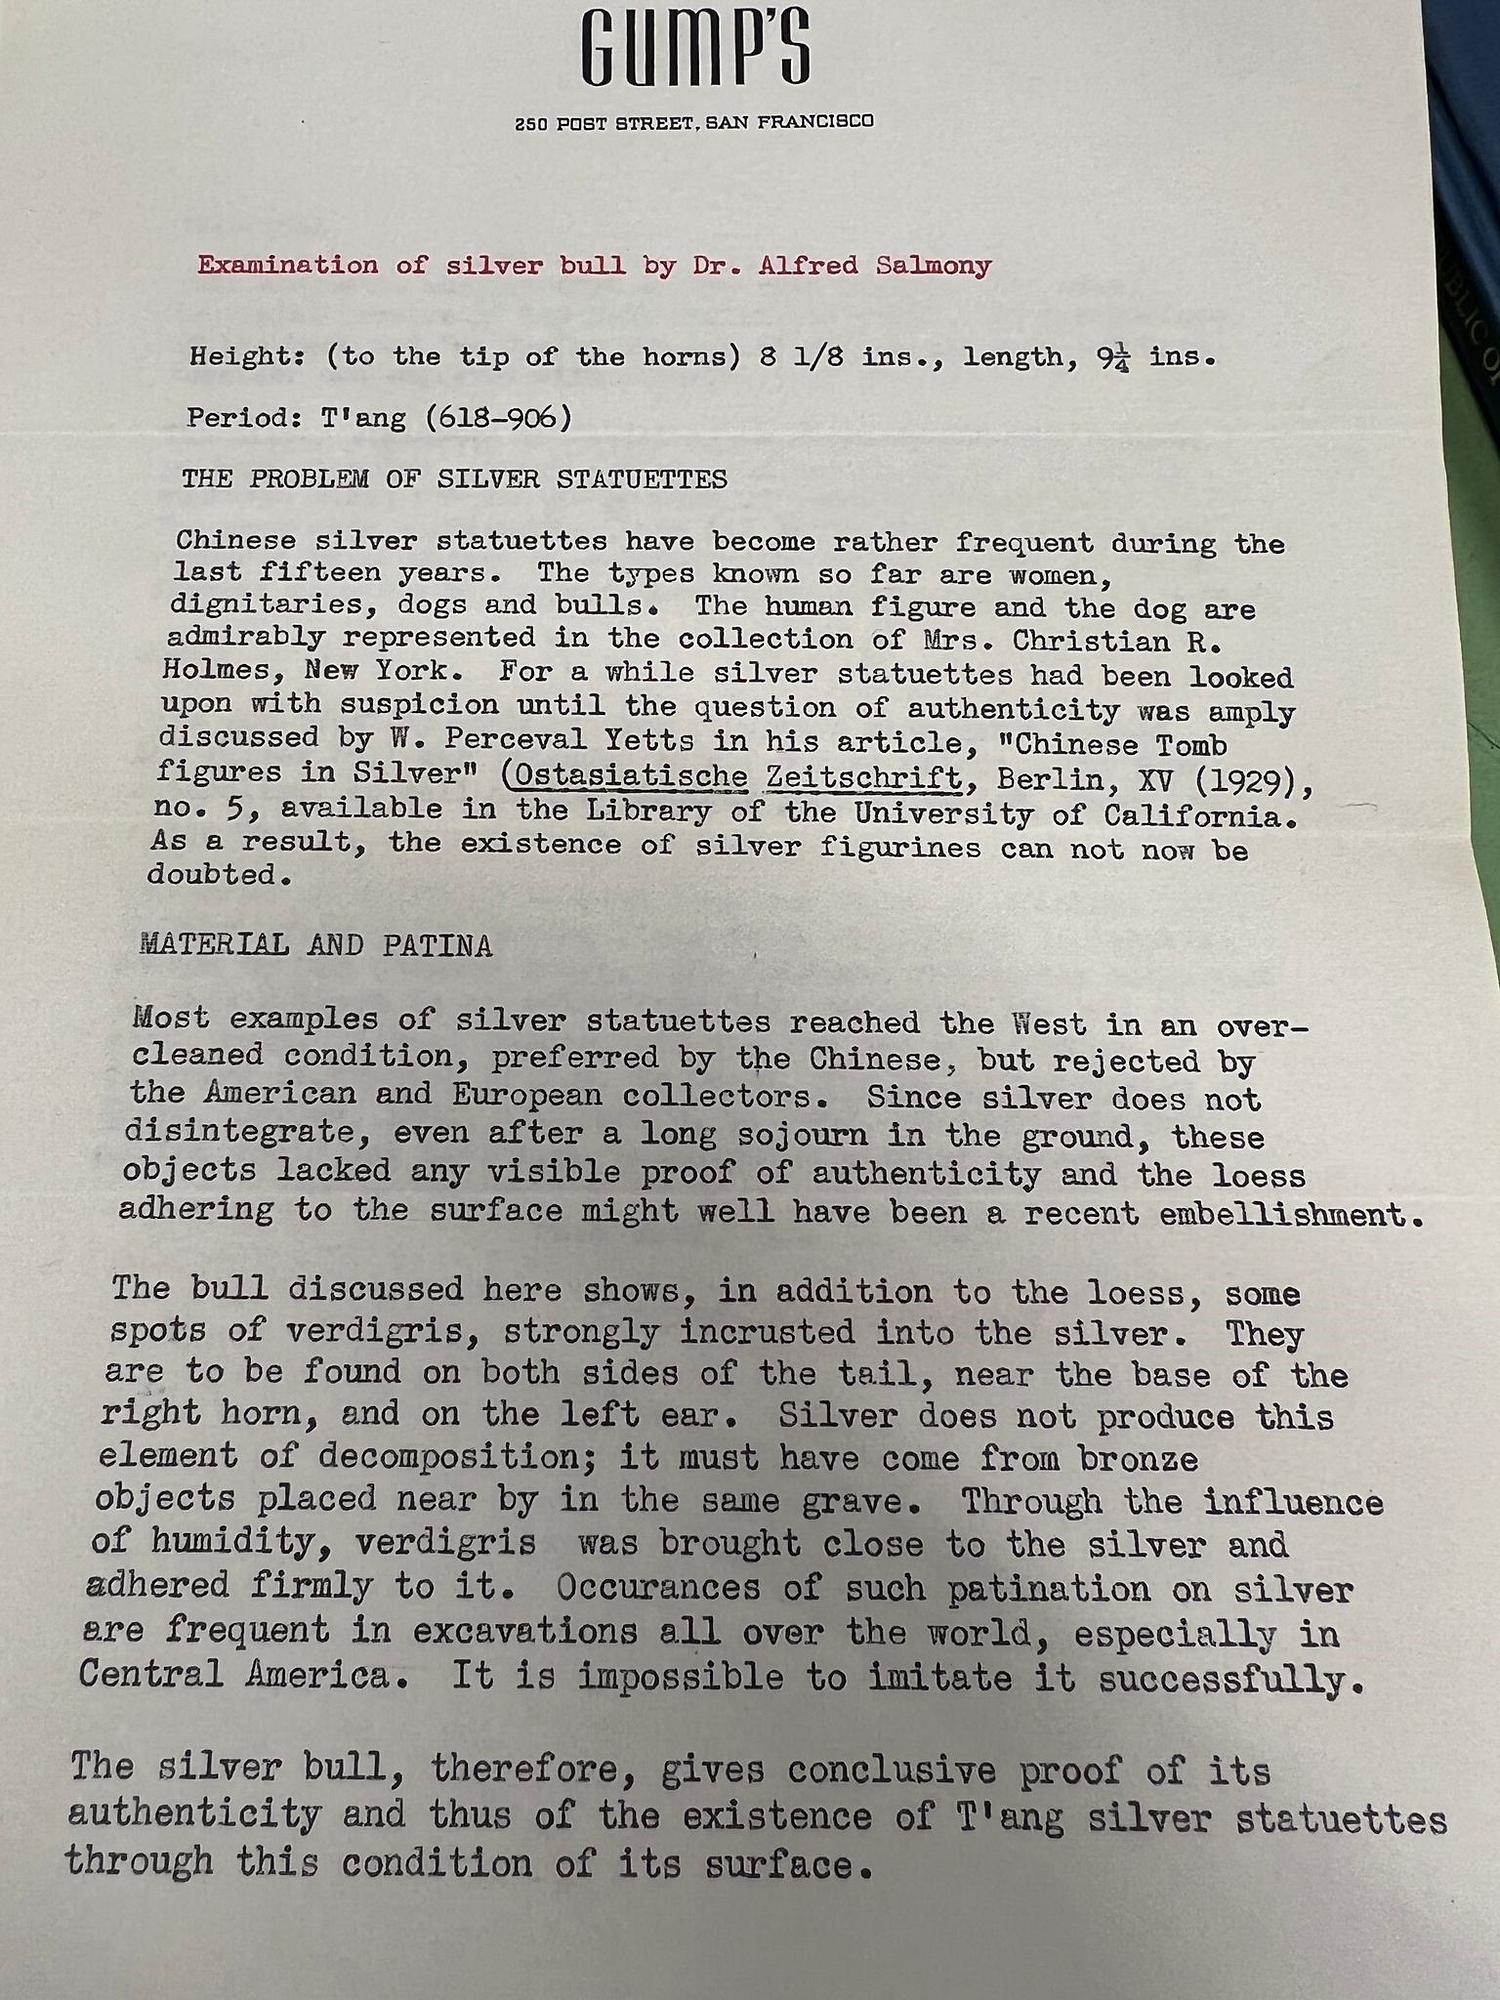 GUMP'S
250 POST STREET, SAN FRANCISCO
Examination of silver bull by Dr. Alfred Salmony
Height: (to the tip of the horns) 8 1/8 ins., length, 9¼ ins.
Period: T'ang (618-906)
THE PROBLEM OF SILVER STATUETTES
Chinese silver statuettes have become rather frequent during the
last fifteen years. The types known so far are women,
dignitaries, dogs and bulls. The human figure and the dog are
admirably represented in the collection of Mrs. Christian R.
Holmes, New York. For a while silver statuettes had been looked
upon with suspicion until the question of authenticity was amply
discussed by W. Perceval Yetts in his article, "Chinese Tomb
figures in Silver" (Ostasiatische Zeitschrift, Berlin, XV (1929),
no. 5, available in the Library of the University of California.
As a result, the existence of silver figurines can not now be
doubted.
MATERIAL AND PATINA
Most examples of silver statuettes reached the West in an over-
cleaned condition, preferred by the Chinese, but rejected by
the American and European collectors. Since silver does not
disintegrate, even after a long sojourn in the ground, these
objects lacked any visible proof of authenticity and the loess
adhering to the surface might well have been a recent embellishment.
The bull discussed here shows, in addition to the loess, some
spots of verdigris, strongly incrusted into the silver. They
are to be found on both sides of the tail, near the base of the
right horn, and on the left ear. Silver does not produce this
element of decomposition; it must have come from bronze
objects placed near by in the same grave. Through the influence
of humidity, verdigris was brought close to the silver and
adhered firmly to it. Occurances of such patination on silver
are frequent in excavations all over the world, especially in
Central America. It is impossible to imitate it successfully.
The silver bull, therefore, gives conclusive proof of its
authenticity and thus of the existence of T'ang silver statuettes
through this condition of its surface.